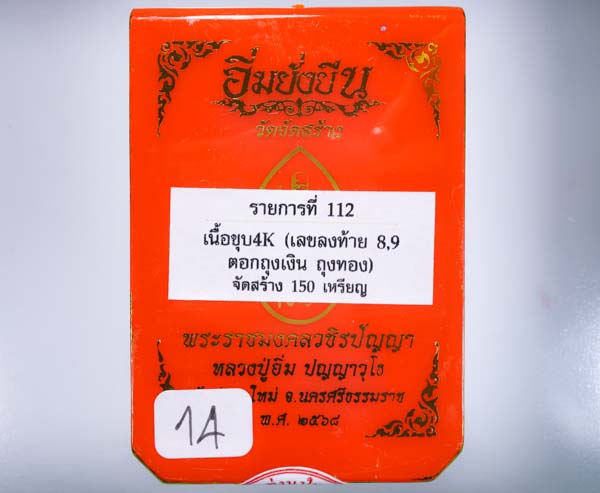 อิ่มยั่งยืน
วัดจัดสร้าง
รายการที่ 112
เนื้อชุบ4K (เลขลงท้าย 8,9
ตอกถุงเงิน ถุงทอง)
จัดสร้าง 150 เหรียญ
พระราชมงคลวชิรปัญญา
หลวงปู่อิ่ม ปญฺญาวุโธ
ใหม่ จ.นครศรีธรรมราช
พ.ศ. ๒๕๖๘
14